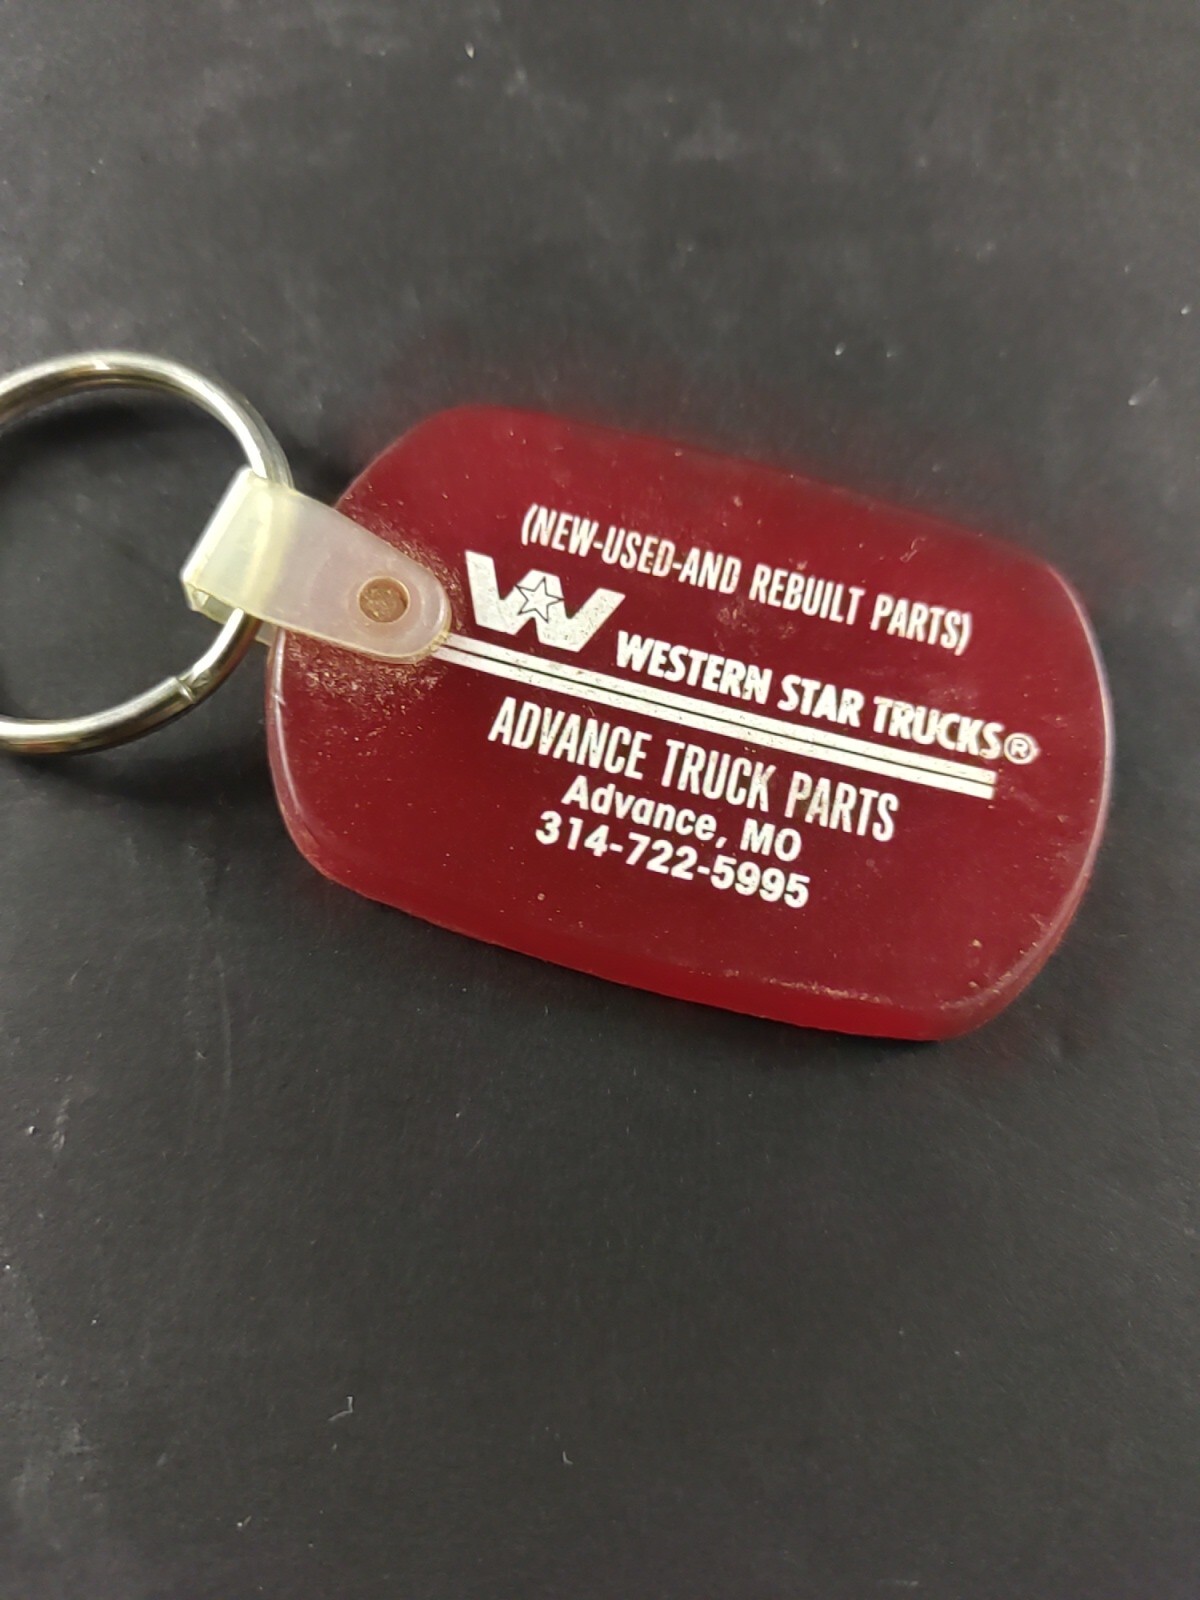 (NEW-USED-AND REBUILT PARTS)
W WESTERN STAR TRUCKS®
ADVANCE TRUCK PARTS
Advance, MO
314-722-5995